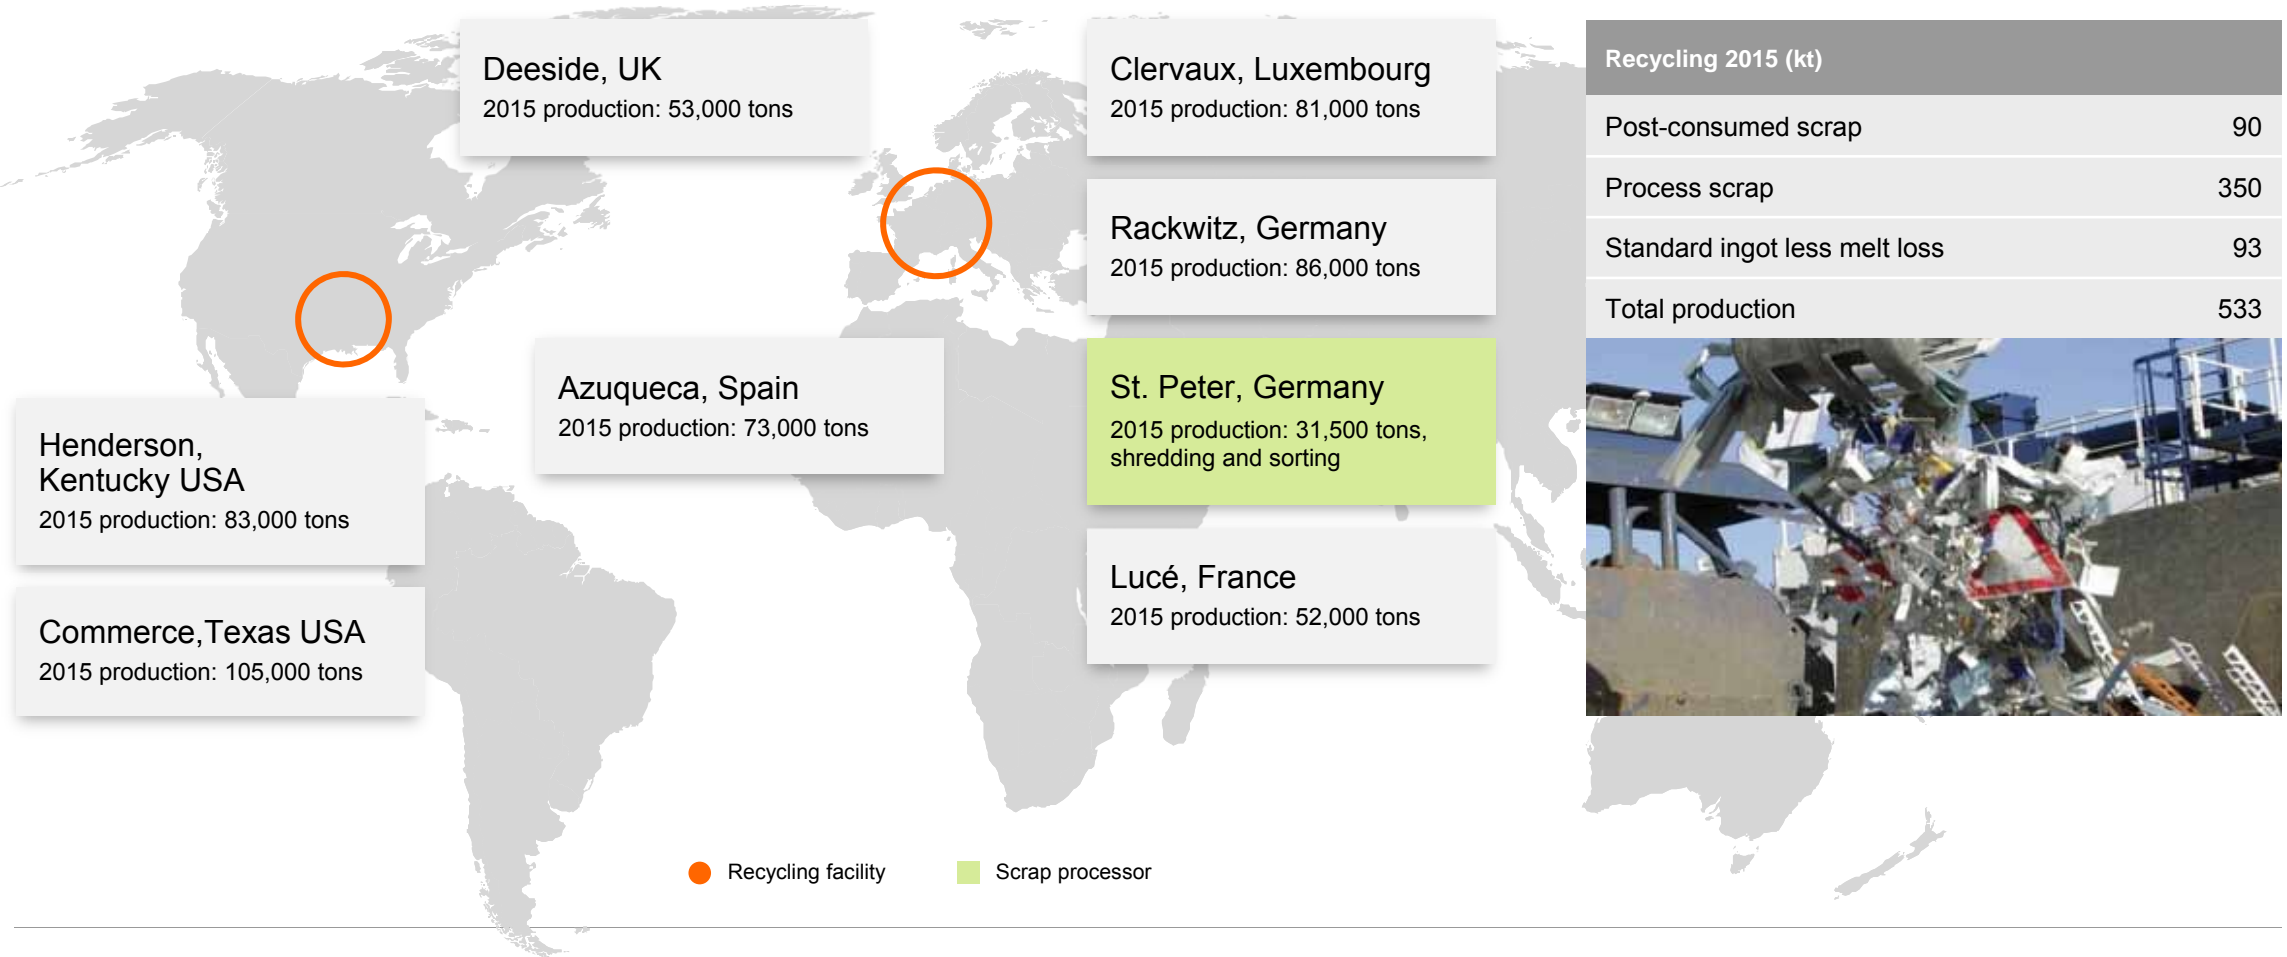 Deeside, UK
2015 production: 53,000 tons
Clervaux, Luxembourg
2015 production: 81,000 tons
Rackwitz, Germany
2015 production: 86,000 tons
Azuqueca, Spain
2015 production: 73,000 tons
St. Peter, Germany
2015 production: 31,500 tons,
shredding and sorting
Henderson,
Kentucky USA
2015 production: 83,000 tons
Lucé, France
2015 production: 52,000 tons
Commerce,Texas USA
2015 production: 105,000 tons
Recycling 2015 (kt)
Post-consumed scrap 90
Process scrap 350
Standard ingot less melt loss 93
Total production 533
Recycling facility
Scrap processor